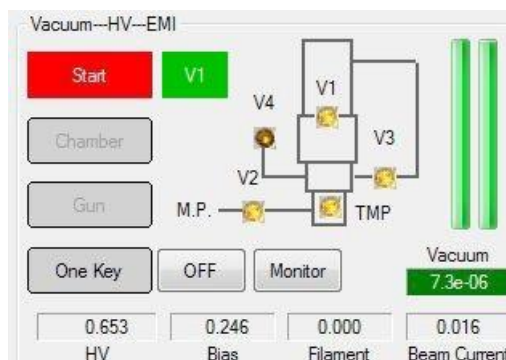 Vacuum---HV---EMI
Start V1
V1
V4
Chamber
V3
V2
Gun
M.P. TMP
One Key OFF Monitor
Vacuum
7.3e-06
0.653 0.246 0.000 0.016
HV Bias Filament Beam Current